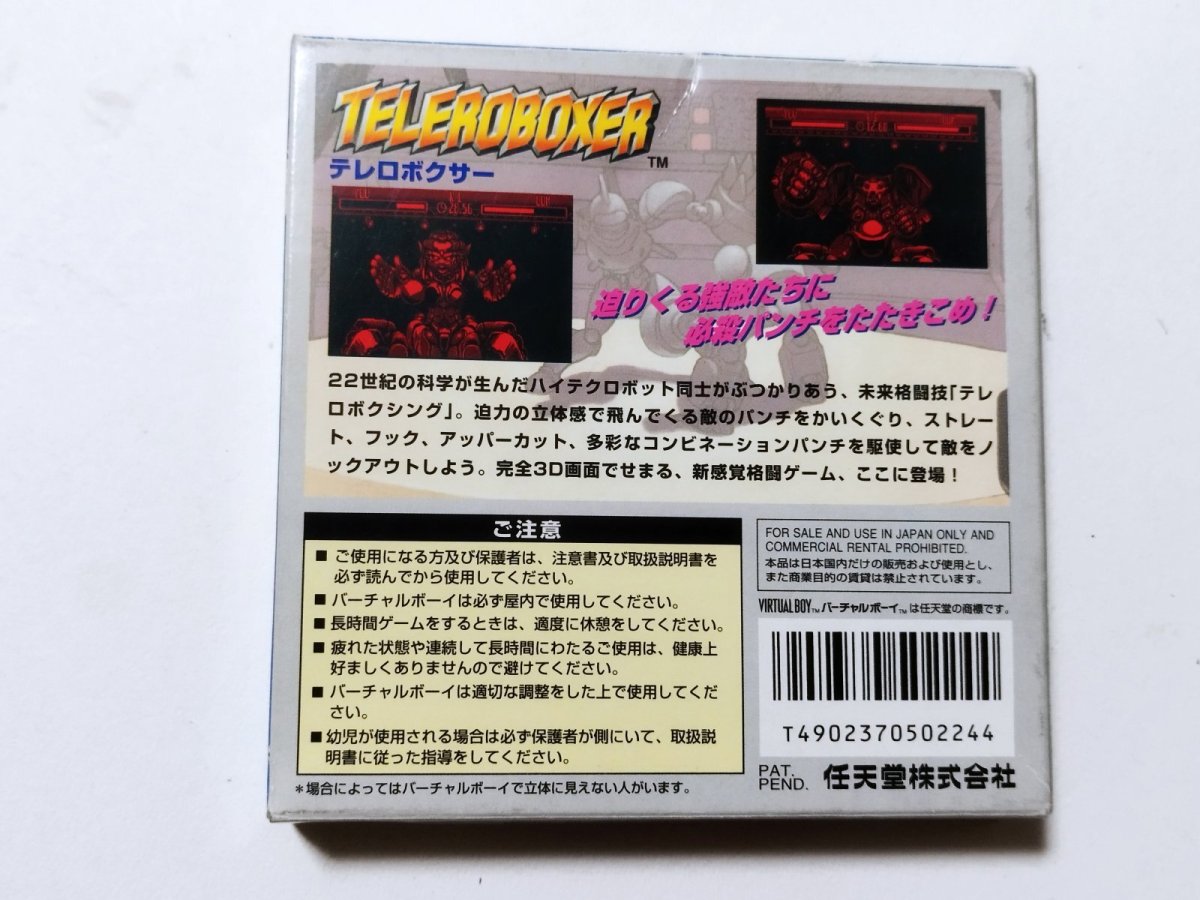 TELEROBOXER™
テレロボクサー
迫りくる強敵たちに
必殺パンチをたたきこめ！
22世紀の科学が生んだハイテクロボット同士がぶつかりあう、未来格闘技「テレ
ロボクシング」。迫力の立体感で飛んでくる敵のパンチをかいくぐり、ストレー
ト、フック、アッパーカット、多彩なコンビネーションパンチを駆使して敵をノ
ックアウトしよう。完全3D画面でせまる、新感覚格闘ゲーム、ここに登場！
ご注意
■ ご使用になる方及び保護者は、注意書及び取扱説明書を
必ず読んでから使用してください。
■ バーチャルボーイは必ず屋内で使用してください。
■ 長時間ゲームをするときは、適度に休憩をしてください。
■ 疲れた状態や連続して長時間にわたるご使用は、健康上
好ましくありませんので避けてください。
■ バーチャルボーイは適切な調整をした上で使用してくだ
さい。
■ 幼児が使用される場合は必ず保護者が側にいて、取扱説
明書に従った指導をしてください。
＊場合によってはバーチャルボーイで立体に見えない人がいます。
FOR SALE AND USE IN JAPAN ONLY AND
COMMERCIAL RENTAL PROHIBITED.
本品は日本国内だけの販売および使用とし、
また商業目的の賃貸は禁止されています。
VIRTUAL BOY™ バーチャルボーイ™ は任天堂の商標です。
T4902370502244
PAT.
PEND. 任天堂株式会社